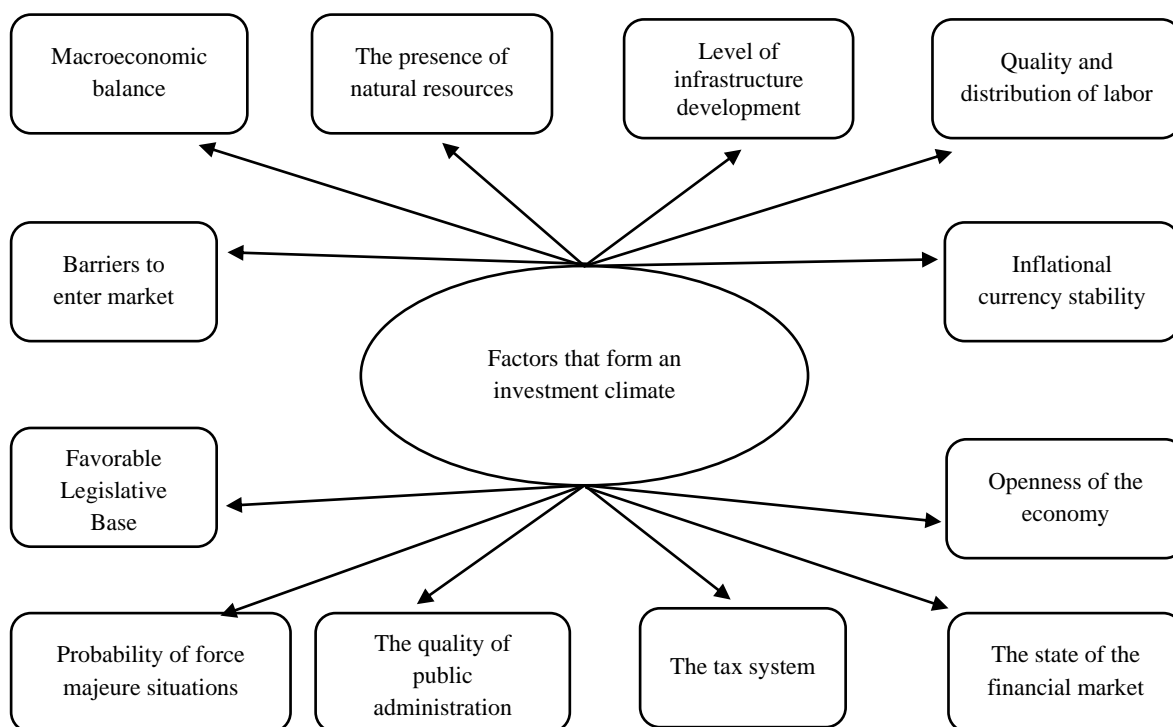 Macroeconomic
balance
The presence of
natural resources
Level of
infrastructure
development
Quality and
distribution of labor
Barriers to
enter market
Inflational
currency stability
Factors that form an
investment climate
Favorable
Legislative
Base
Openness of the
economy
Probability of force
majeure situations
The quality of
public
administration
The tax system
The state of the
financial market